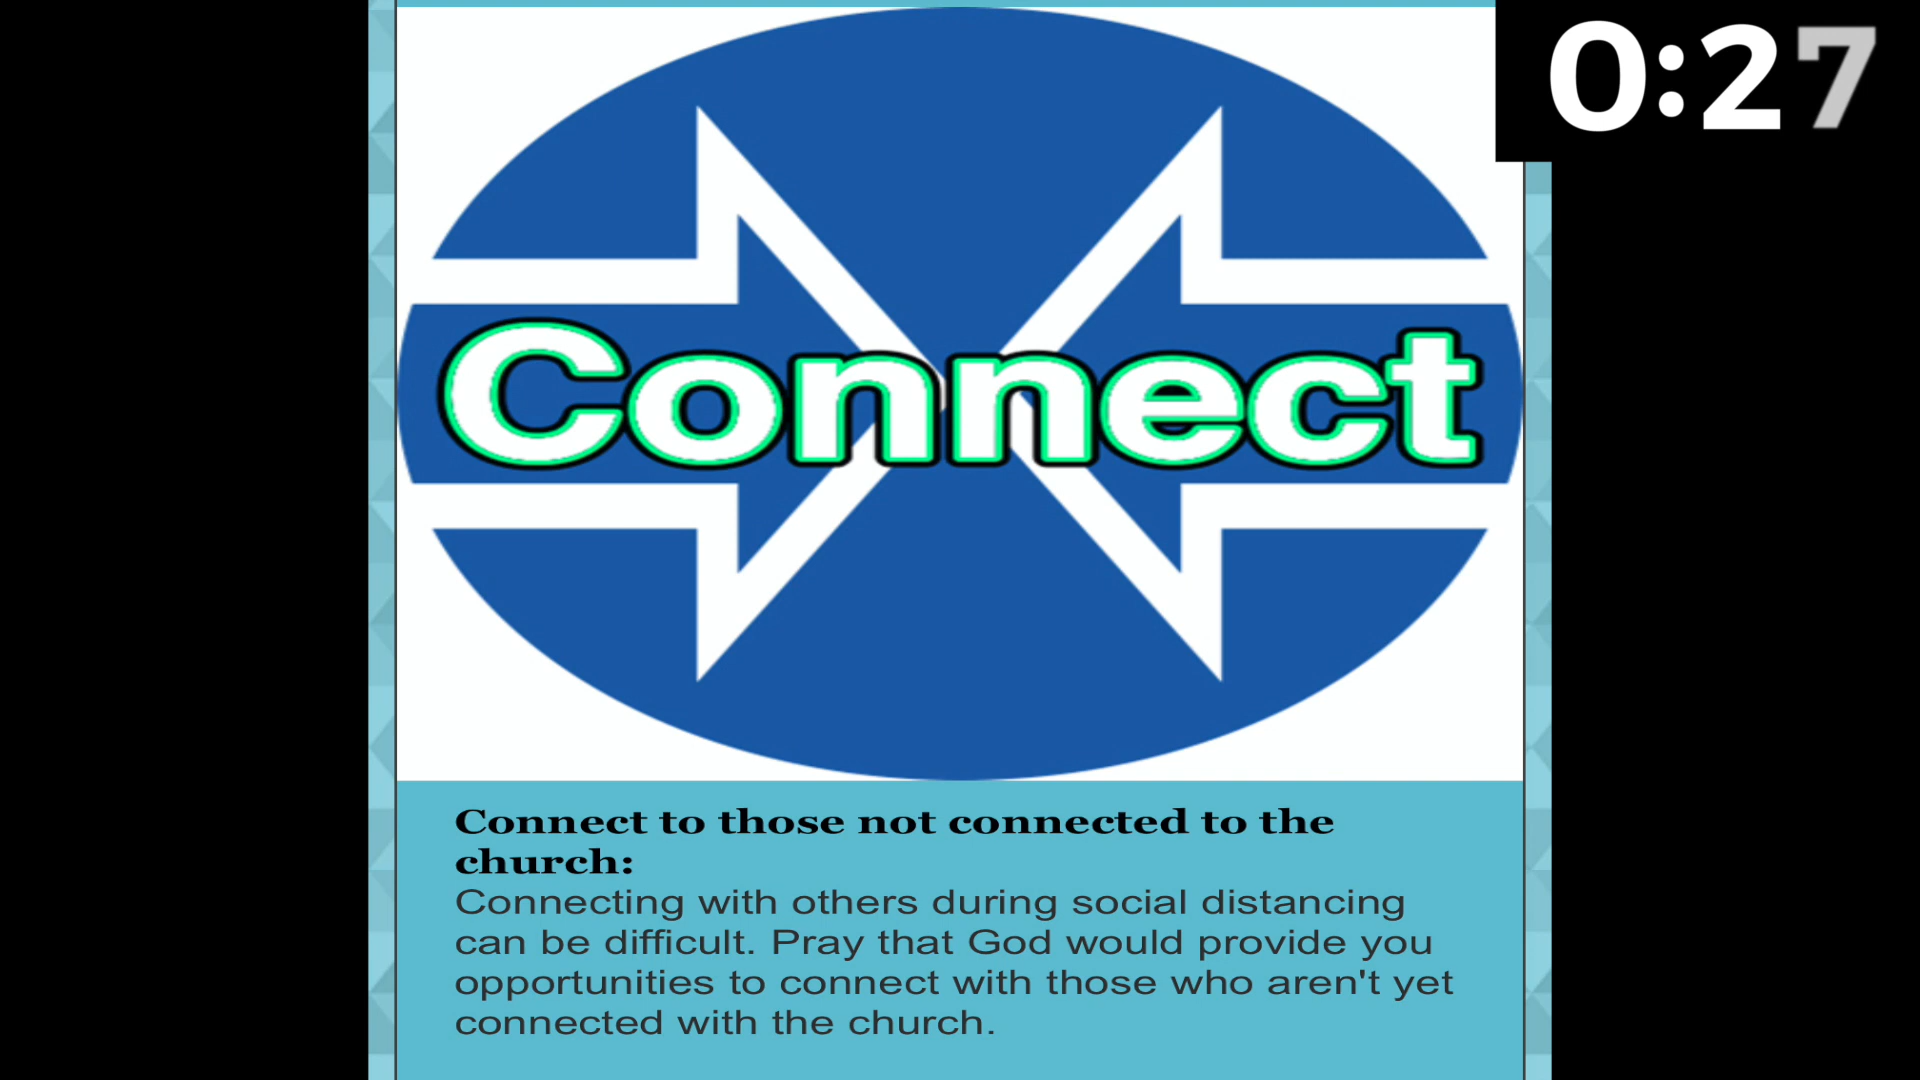 0:27
Connect
Connect to those not connected to the
church:
Connecting with others during social distancing
can be difficult. Pray that God would provide you
opportunities to connect with those who aren't yet
connected with the church.